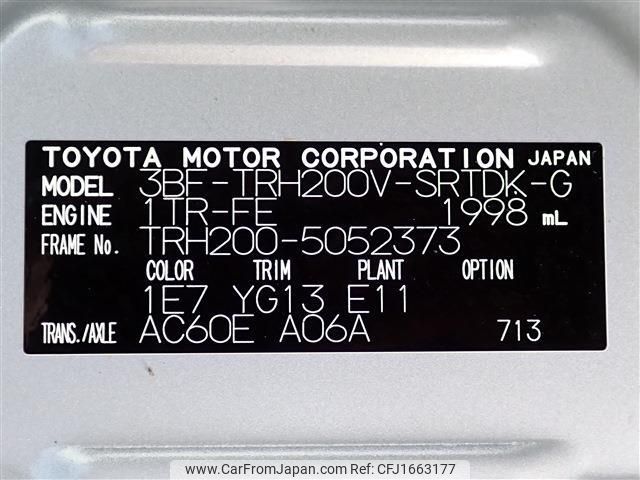 TOYOTA MOTOR CORPORATION JAPAN
MODEL 3BF-TRH200V-SRTDK-G
ENGINE 1TR-FE 1998 mL
FRAME No. TRH200-5052373
COLOR TRIM PLANT OPTION
1E7 YG13 E11
TRANS./AXLE AC60E A06A 713
www.CarFromJapan.com | CFJ1663177